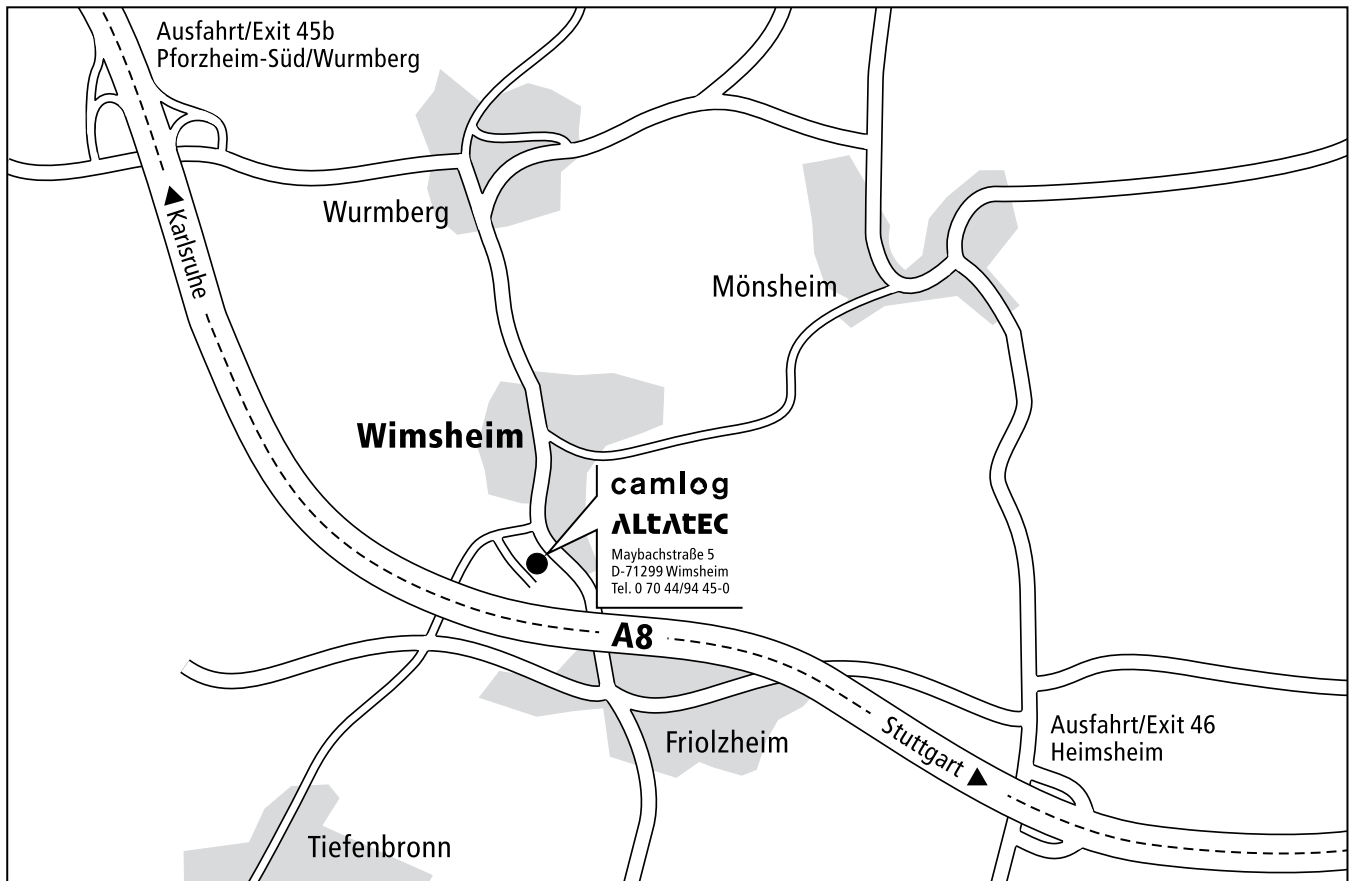 Ausfahrt/Exit 45b
Pforzheim-Süd/Wurmberg
Karlsruhe
Wurmberg
Mönsheim
Wimsheim
camlog
ALtAtEC
Maybachstraße 5
D-71299 Wimsheim
Tel. 0 70 44/94 45-0
A8
Stuttgart
Ausfahrt/Exit 46
Heimsheim
Friolzheim
Tiefenbronn